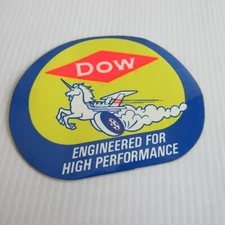 DOW
ENGINEERED FOR
HIGH PERFORMANCE